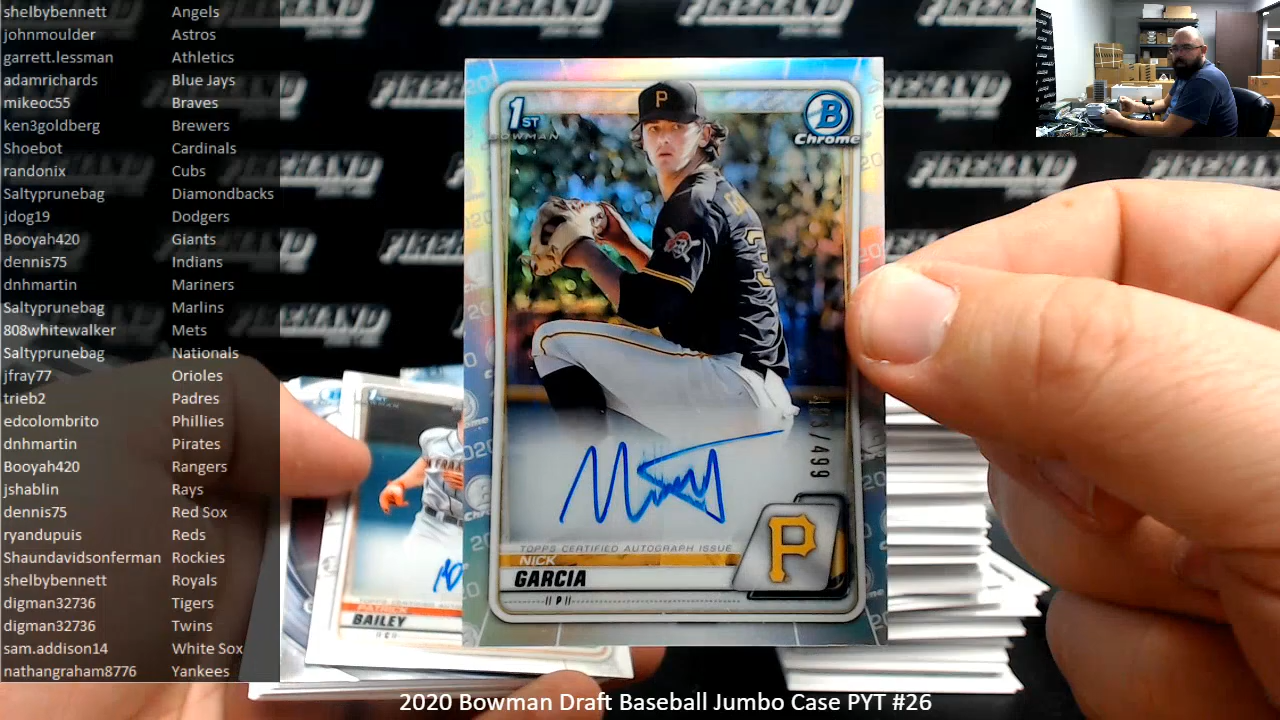 shelbybennett Angels
johnmoulder Astros
garrett.lessman Athletics
adamrichards Blue Jays
mikeoc55 Braves
ken3goldberg Brewers
Shoebot Cardinals
randonix Cubs
Saltyprunebag Diamondbacks
jdog19 Dodgers
Booyah420 Giants
dennis75 Indians
dnhmartin Mariners
Saltyprunebag Marlins
808whitewalker Mets
Saltyprunebag Nationals
jfray77 Orioles
trieb2 Padres
edcolombrito Phillies
dnhmartin Pirates
Booyah420 Rangers
jshablin Rays
dennis75 Red Sox
ryandupuis Reds
Shaundavidsonferman Rockies
shelbybennett Royals
digman32736 Tigers
digman32736 Twins
sam.addison14 White Sox
nathangraham8776 Yankees
FIREHAND
1ST
BOWMAN
B
Chrome
P
/499
TOPPS CERTIFIED AUTOGRAPH ISSUE
NICK
GARCIA
P
P
PATRICK
BAILEY
C
2020 Bowman Draft Baseball Jumbo Case PYT #26